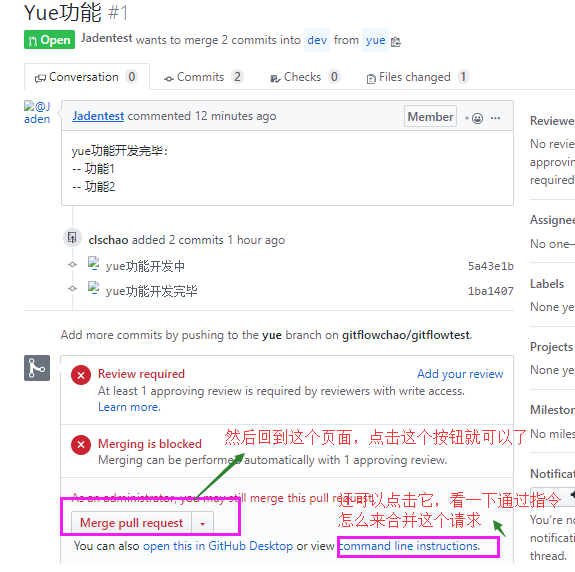 Yue功能 #1
Open Jadentest wants to merge 2 commits into dev from yue
Conversation 0 Commits 2 Checks 0 Files changed 1
@Jaden
Jadentest commented 12 minutes ago Member
yue功能开发完毕：
-- 功能1
-- 功能2
clschao added 2 commits 1 hour ago
yue功能开发中 5a43e1b
yue功能开发完毕 1ba1407
Add more commits by pushing to the yue branch on gitflowchao/gitflowtest.
Review required Add your review
At least 1 approving review is required by reviewers with write access.
Learn more.
然后回到这个页面，点击这个按钮就可以了
Merging is blocked
Merging can be performed automatically with 1 approving review.
As an administrator, you may still merge this pull request.
还可以点击它，看一下通过指令
怎么来合并这个请求
Merge pull request
You can also open this in GitHub Desktop or view command line instructions.
Reviewe
No revie
approvin
required
Assignee
No one—
Labels
None ye
Projects
None ye
Milesto
No miles
Notificat
You're no
notificati
thread.